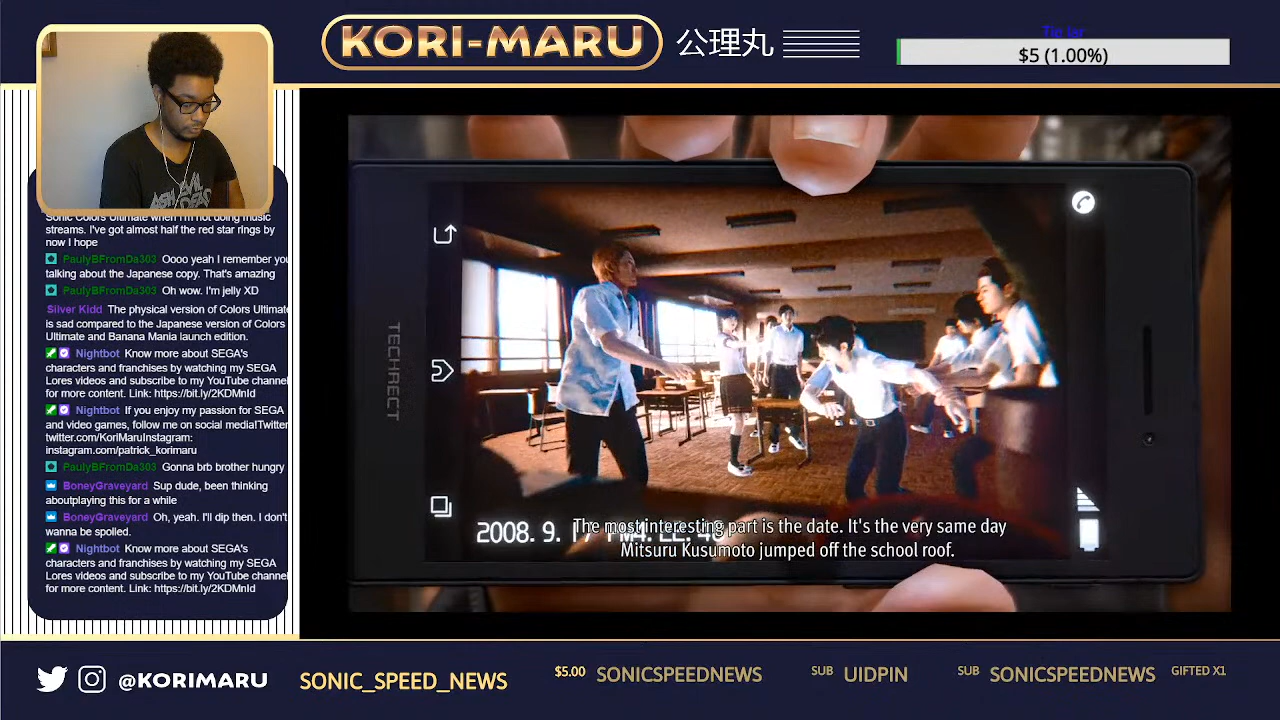 KORI-MARU
公理丸
Tip Jar
$5 (1.00%)
Sonic Colors Ultimate when I'm not doing music
streams. I've got almost half the red star rings by
now I hope
PaulyBFromDa303 Oooo yeah I remember you
talking about the Japanese copy. That's amazing
PaulyBFromDa303 Oh wow. I'm jelly XD
Silver Kidd The physical version of Colors Ultimate
is sad compared to the Japanese version of Colors
Ultimate and Banana Mania launch edition.
Nightbot Know more about SEGA's
characters and franchises by watching my SEGA
Lores videos and subscribe to my YouTube channel
for more content. Link: https://bit.ly/2KDMnId
Nightbot If you enjoy my passion for SEGA
and video games, follow me on social media!Twitter:
twitter.com/KoriMaruInstagram:
instagram.com/patrick_korimaru
PaulyBFromDa303 Gonna brb brother hungry
BoneyGraveyard Sup dude, been thinking
aboutplaying this for a while
BoneyGraveyard Oh, yeah. I'll dip then. I don't
wanna be spoiled.
Nightbot Know more about SEGA's
characters and franchises by watching my SEGA
Lores videos and subscribe to my YouTube channel
for more content. Link: https://bit.ly/2KDMnId
TECHRECT
2008. 9. 17
The most interesting part is the date. It's the very same day
Mitsuru Kusumoto jumped off the school roof.
@KORIMARU
SONIC_SPEED_NEWS
$5.00 SONICSPEEDNEWS
SUB UIDPIN
SUB SONICSPEEDNEWS GIFTED X1